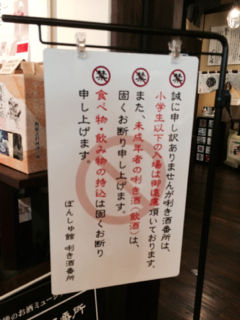 誠に申し訳ありませんが利き酒番所は、
小学生以下の入場は御遠慮頂いております。
また、未成年者の利き酒(飲酒)は、
固くお断り申し上げます。
食べ物・飲み物の持込は固くお断り
申し上げます。
ぽんしゅ館 利き酒番所